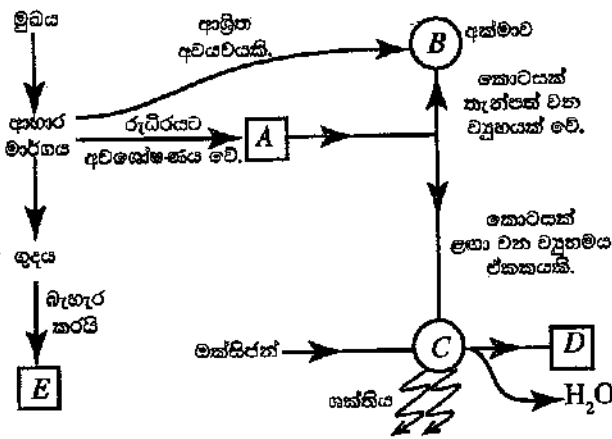 මුඛය
ආශ්‍රිත
අවයවයකි.
B
අක්මාව
ආහාර
මාර්ගය
රුධිරයට
අවශෝෂණය වේ.
A
කොටසක්
තැන්පත් වන
ව්‍යුහයක් වේ.
ගුදය
කොටසක්
ළඟා වන ව්‍යුහමය
ඒකකයකි.
බැහැර
කරයි
E
ඔක්සිජන්
C
D
ශක්තිය
H₂O